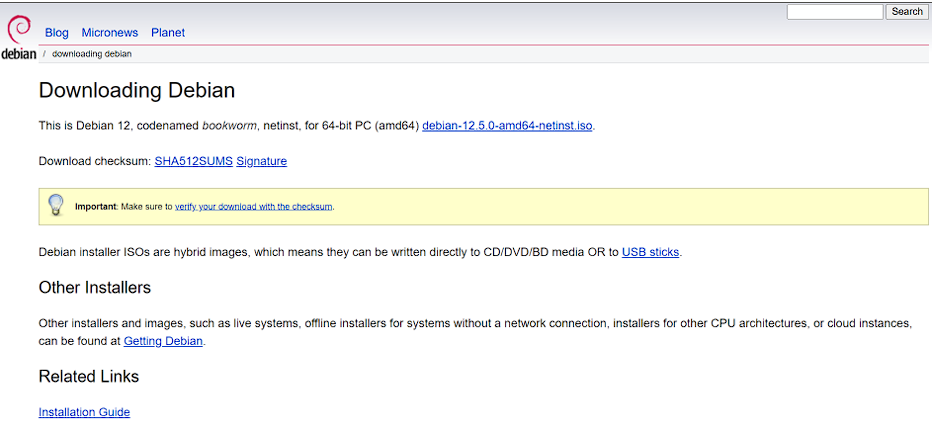 Search
Blog Micronews Planet
debian / downloading debian
Downloading Debian
This is Debian 12, codenamed bookworm, netinst, for 64-bit PC (amd64) debian-12.5.0-amd64-netinst.iso.
Download checksum: SHA512SUMS Signature
Important: Make sure to verify your download with the checksum.
Debian installer ISOs are hybrid images, which means they can be written directly to CD/DVD/BD media OR to USB sticks.
Other Installers
Other installers and images, such as live systems, offline installers for systems without a network connection, installers for other CPU architectures, or cloud instances,
can be found at Getting Debian.
Related Links
Installation Guide